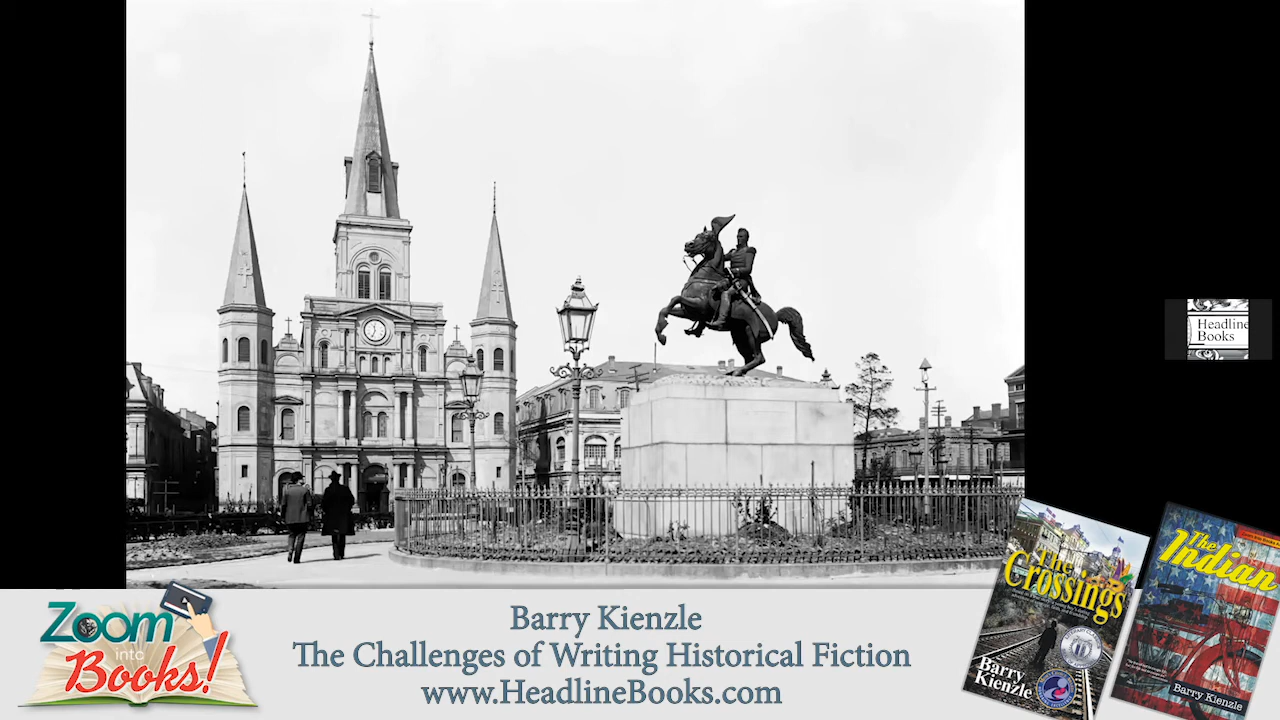 Headline
Books
Zoom
into
Books!
Barry Kienzle
The Challenges of Writing Historical Fiction
www.HeadlineBooks.com
The
Crossings
Barry
Kienzle
The
Indian
Barry Kienzle